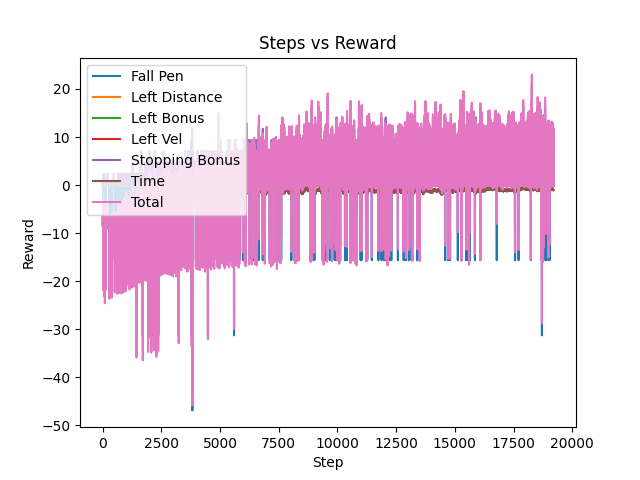 Steps vs Reward
Fall Pen
Left Distance
Left Bonus
Left Vel
Stopping Bonus
Time
Total
Reward
20
10
0
−10
−20
−30
−40
−50
0 2500 5000 7500 10000 12500 15000 17500 20000
Step